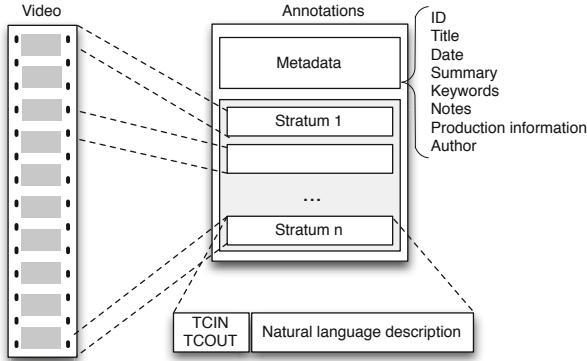 Video
Annotations
ID
Title
Date
Summary
Keywords
Notes
Production information
Author
Metadata
Stratum 1
...
Stratum n
TCIN
TCOUT
Natural language description